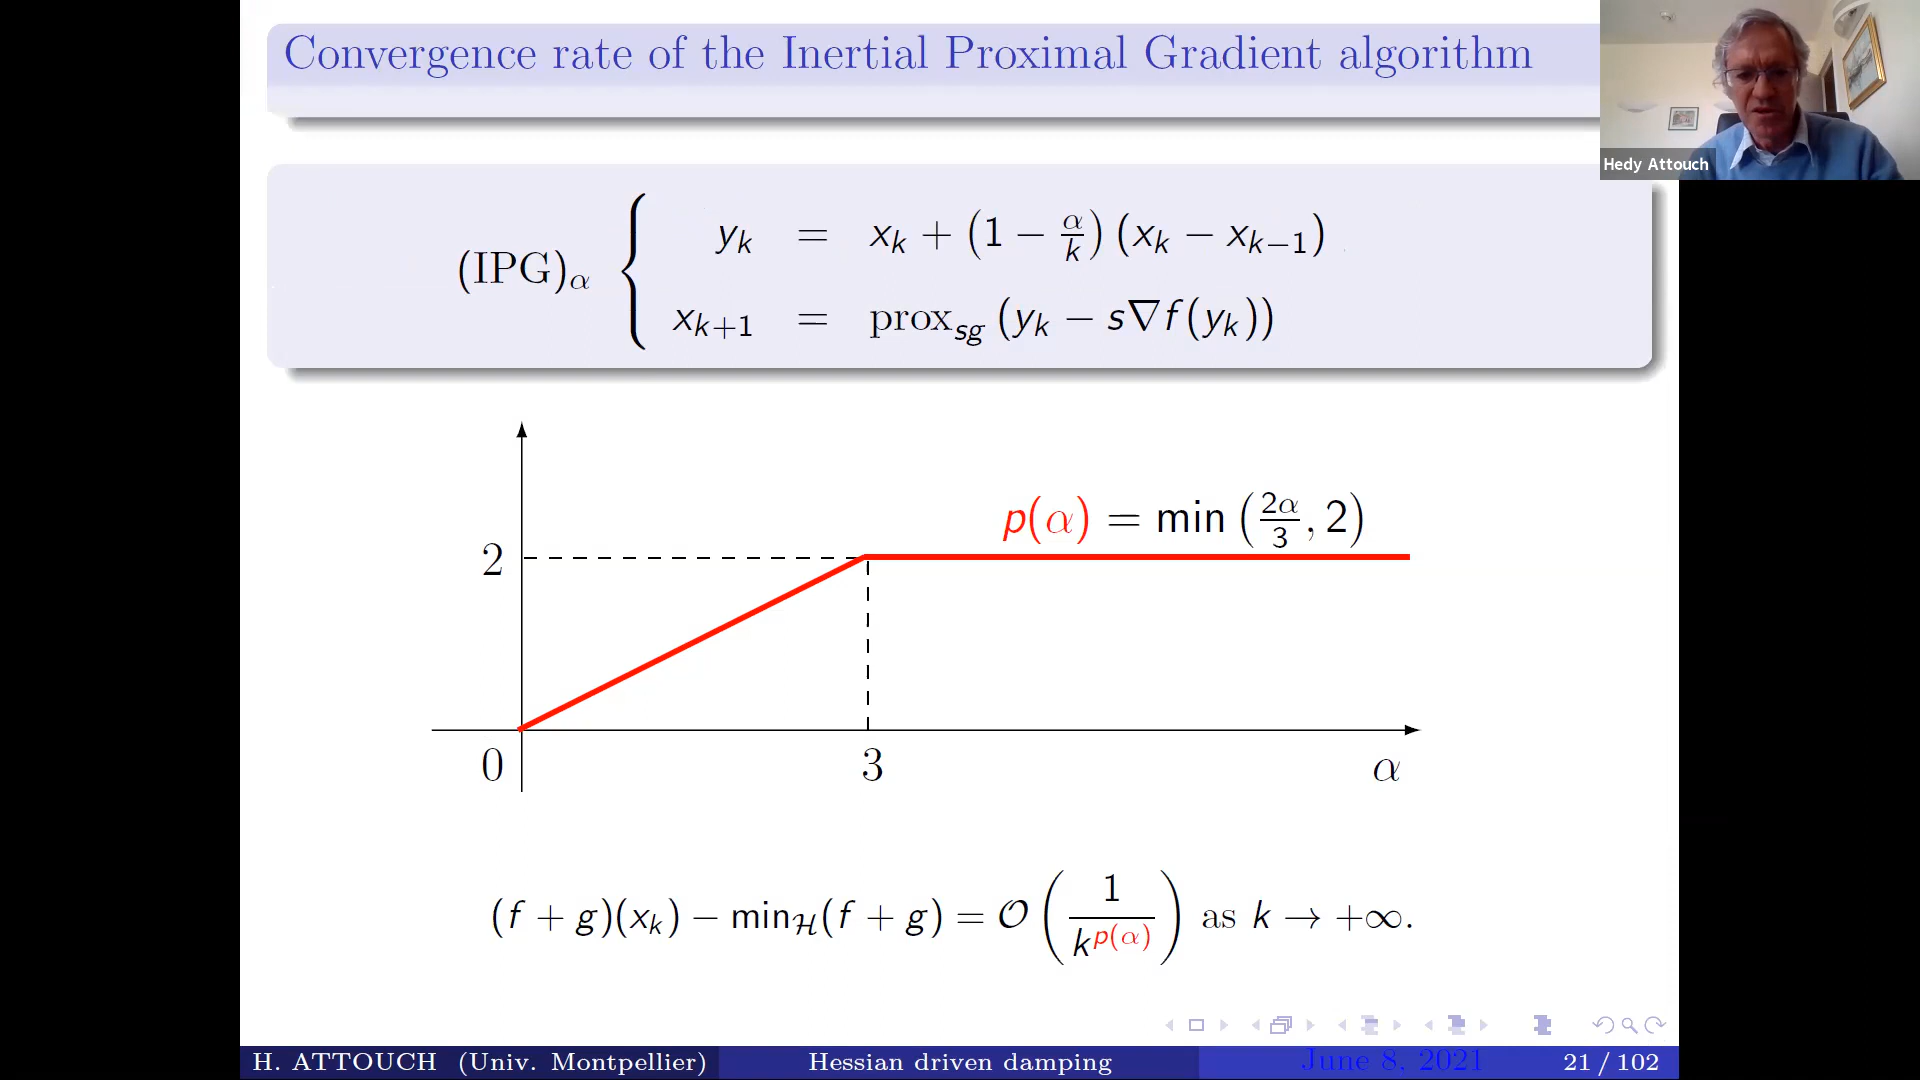 Convergence rate of the Inertial Proximal Gradient algorithm
Hedy Attouch
(IPG)α { yk = xk + (1 − α/k) (xk − xk−1)
xk+1 = proxsg (yk − s∇f(yk))
p(α) = min (2α/3, 2)
2
0
3
α
(f + g)(xk) − minℋ(f + g) = 𝒪 (1/k^p(α)) as k → +∞.
H. ATTOUCH (Univ. Montpellier)
Hessian driven damping
June 8, 2021
21 / 102